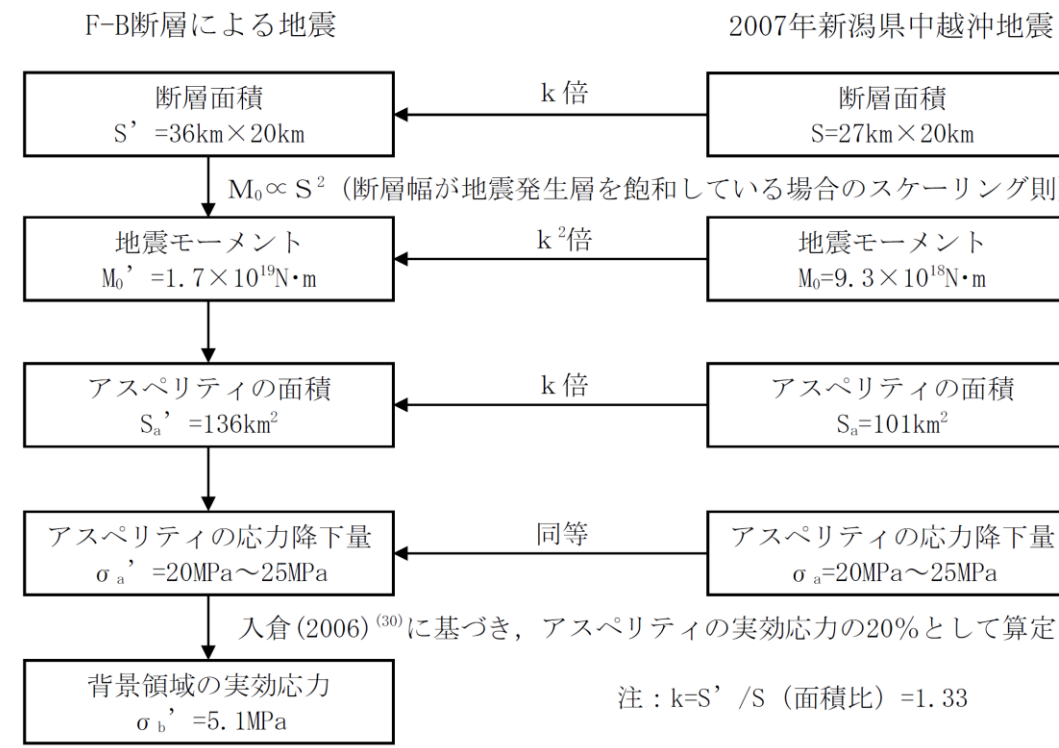 F-B断層による地震
2007年新潟県中越沖地震
断層面積
S’=36km×20km
k倍
断層面積
S=27km×20km
M₀∝S²（断層幅が地震発生層を飽和している場合のスケーリング則）
地震モーメント
M₀’=1.7×10¹⁹N・m
k²倍
地震モーメント
M₀=9.3×10¹⁸N・m
アスペリティの面積
Sₐ’=136km²
k倍
アスペリティの面積
Sₐ=101km²
アスペリティの応力降下量
σₐ’=20MPa～25MPa
同等
アスペリティの応力降下量
σₐ=20MPa～25MPa
入倉(2006)⁽³⁰⁾に基づき，アスペリティの実効応力の20%として算定
背景領域の実効応力
σ_b’=5.1MPa
注：k=S’/S（面積比）=1.33